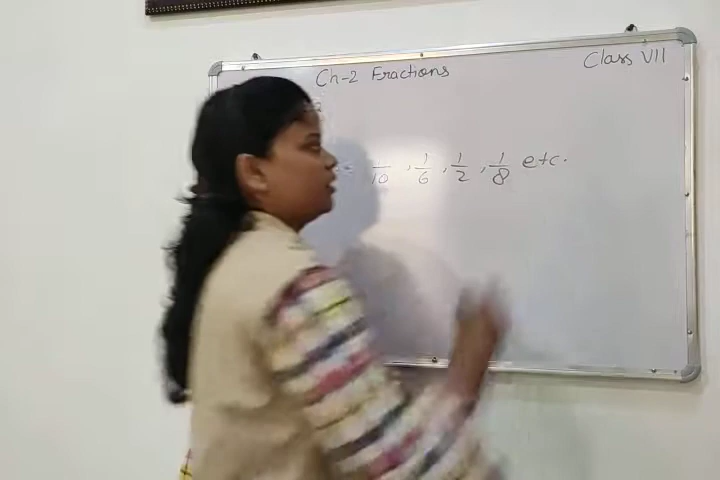 Ch-2 Fractions
Class VII
1/10 , 1/6 , 1/2 , 1/8 etc.